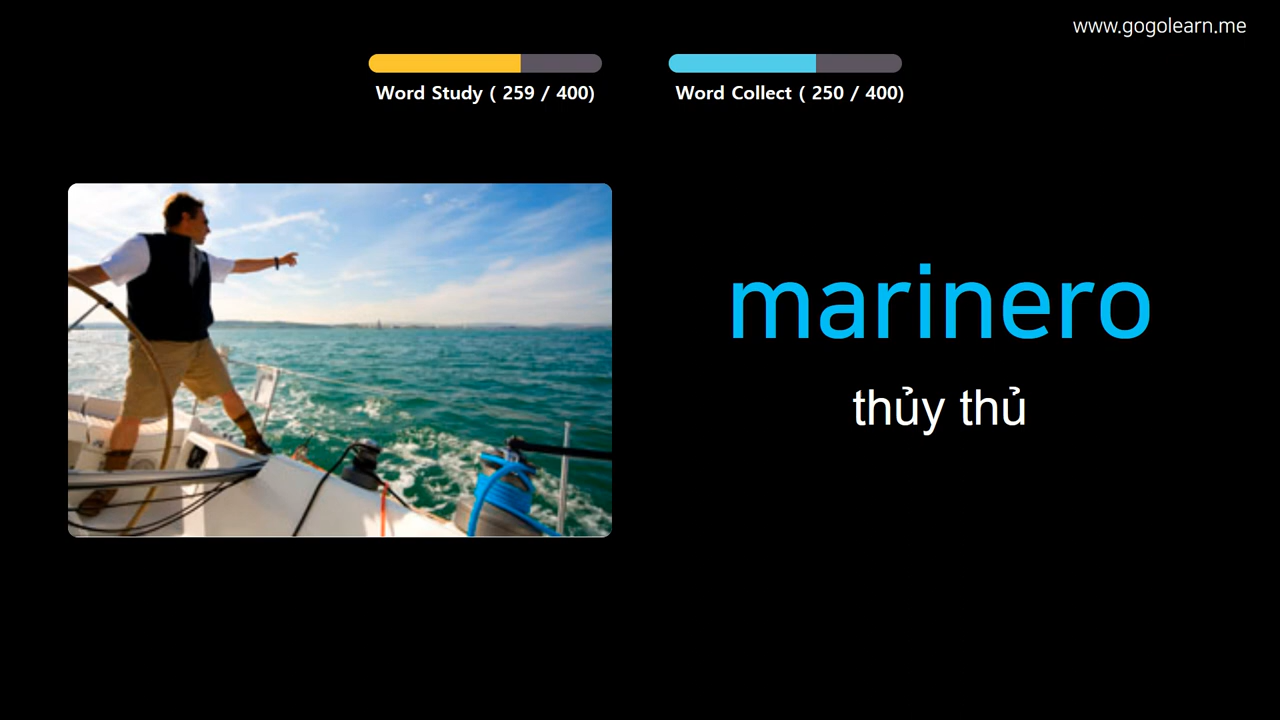 www.gogolearn.me
Word Study ( 259 / 400)
Word Collect ( 250 / 400)
marinero
thủy thủ